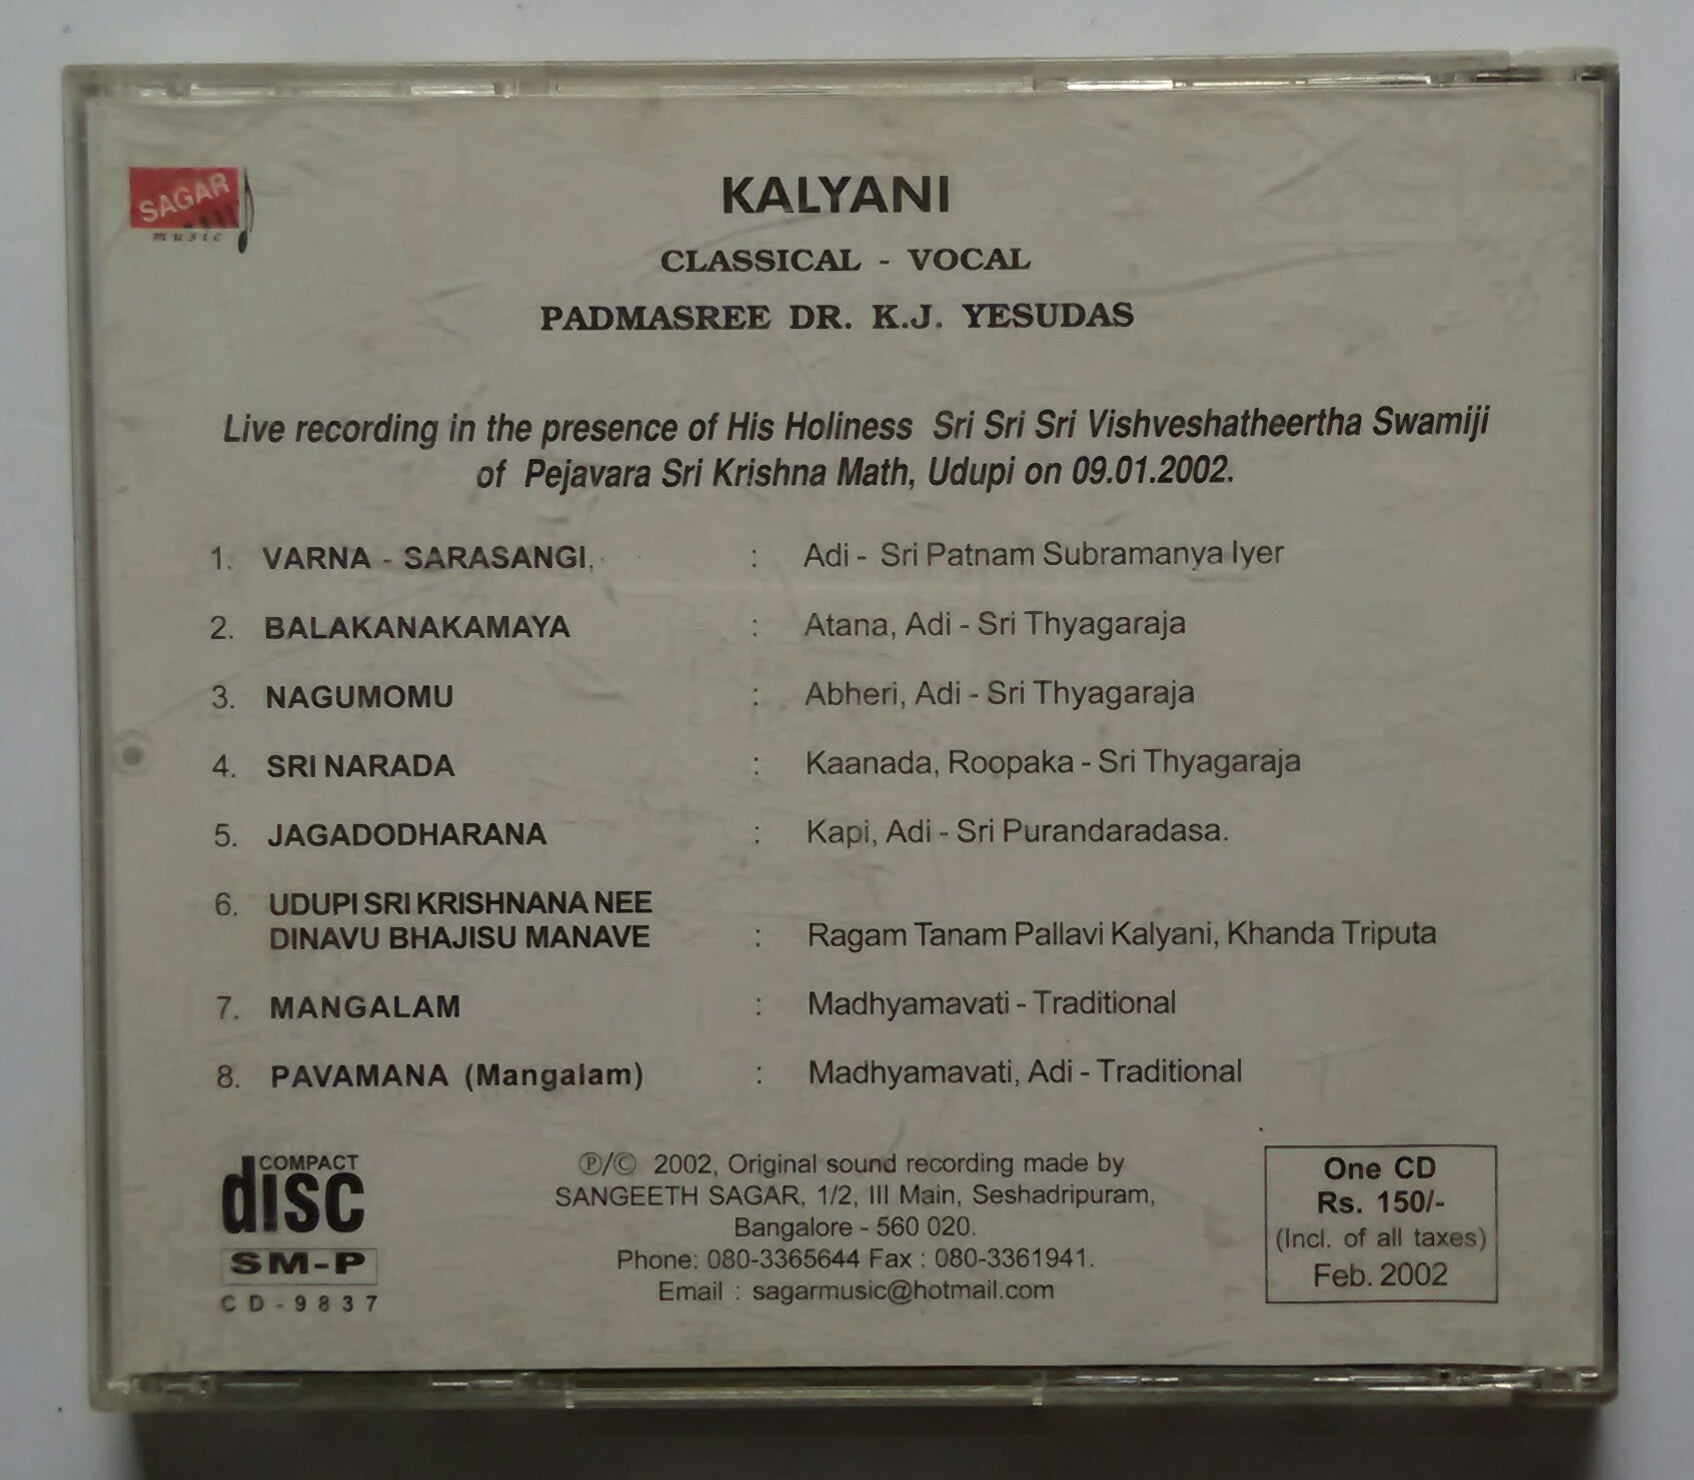 SAGAR
music
KALYANI
CLASSICAL - VOCAL
PADMASREE DR. K.J. YESUDAS
Live recording in the presence of His Holiness Sri Sri Sri Vishveshatheertha Swamiji
of Pejavara Sri Krishna Math, Udupi on 09.01.2002.
1. VARNA - SARASANGI, : Adi - Sri Patnam Subramanya Iyer
2. BALAKANAKAMAYA : Atana, Adi - Sri Thyagaraja
3. NAGUMOMU : Abheri, Adi - Sri Thyagaraja
4. SRI NARADA : Kaanada, Roopaka - Sri Thyagaraja
5. JAGADODHARANA : Kapi, Adi - Sri Purandaradasa.
6. UDUPI SRI KRISHNANA NEE
DINAVU BHAJISU MANAVE : Ragam Tanam Pallavi Kalyani, Khanda Triputa
7. MANGALAM : Madhyamavati - Traditional
8. PAVAMANA (Mangalam) : Madhyamavati, Adi - Traditional
COMPACT
disc
SM-P
CD-9837
℗/© 2002, Original sound recording made by
SANGEETH SAGAR, 1/2, III Main, Seshadripuram,
Bangalore - 560 020.
Phone: 080-3365644 Fax : 080-3361941.
Email : sagarmusic@hotmail.com
One CD
Rs. 150/-
(Incl. of all taxes)
Feb. 2002